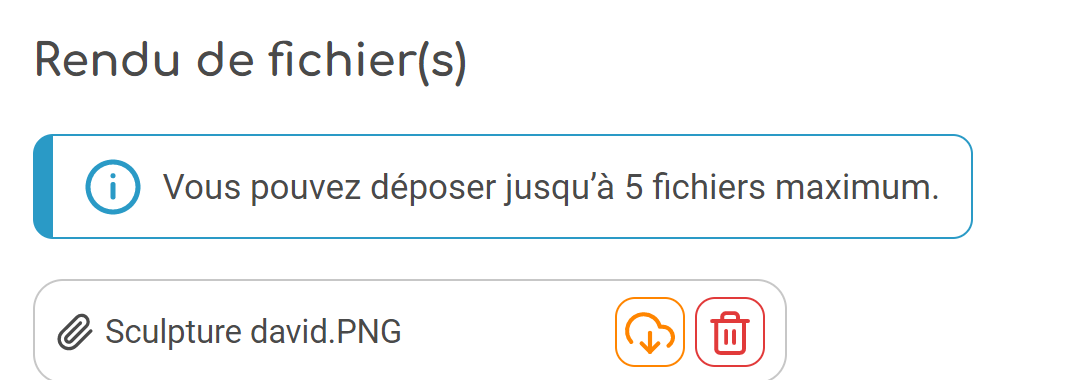 Rendu de fichier(s)
Vous pouvez déposer jusqu’à 5 fichiers maximum.
Sculpture david.PNG